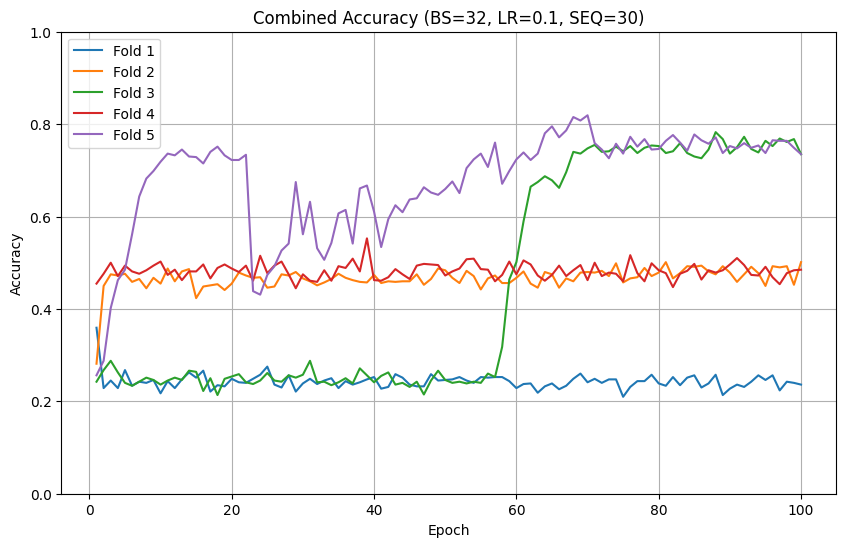 Combined Accuracy (BS=32, LR=0.1, SEQ=30)
Fold 1
Fold 2
Fold 3
Fold 4
Fold 5
Accuracy
1.0
0.8
0.6
0.4
0.2
0.0
0 20 40 60 80 100
Epoch